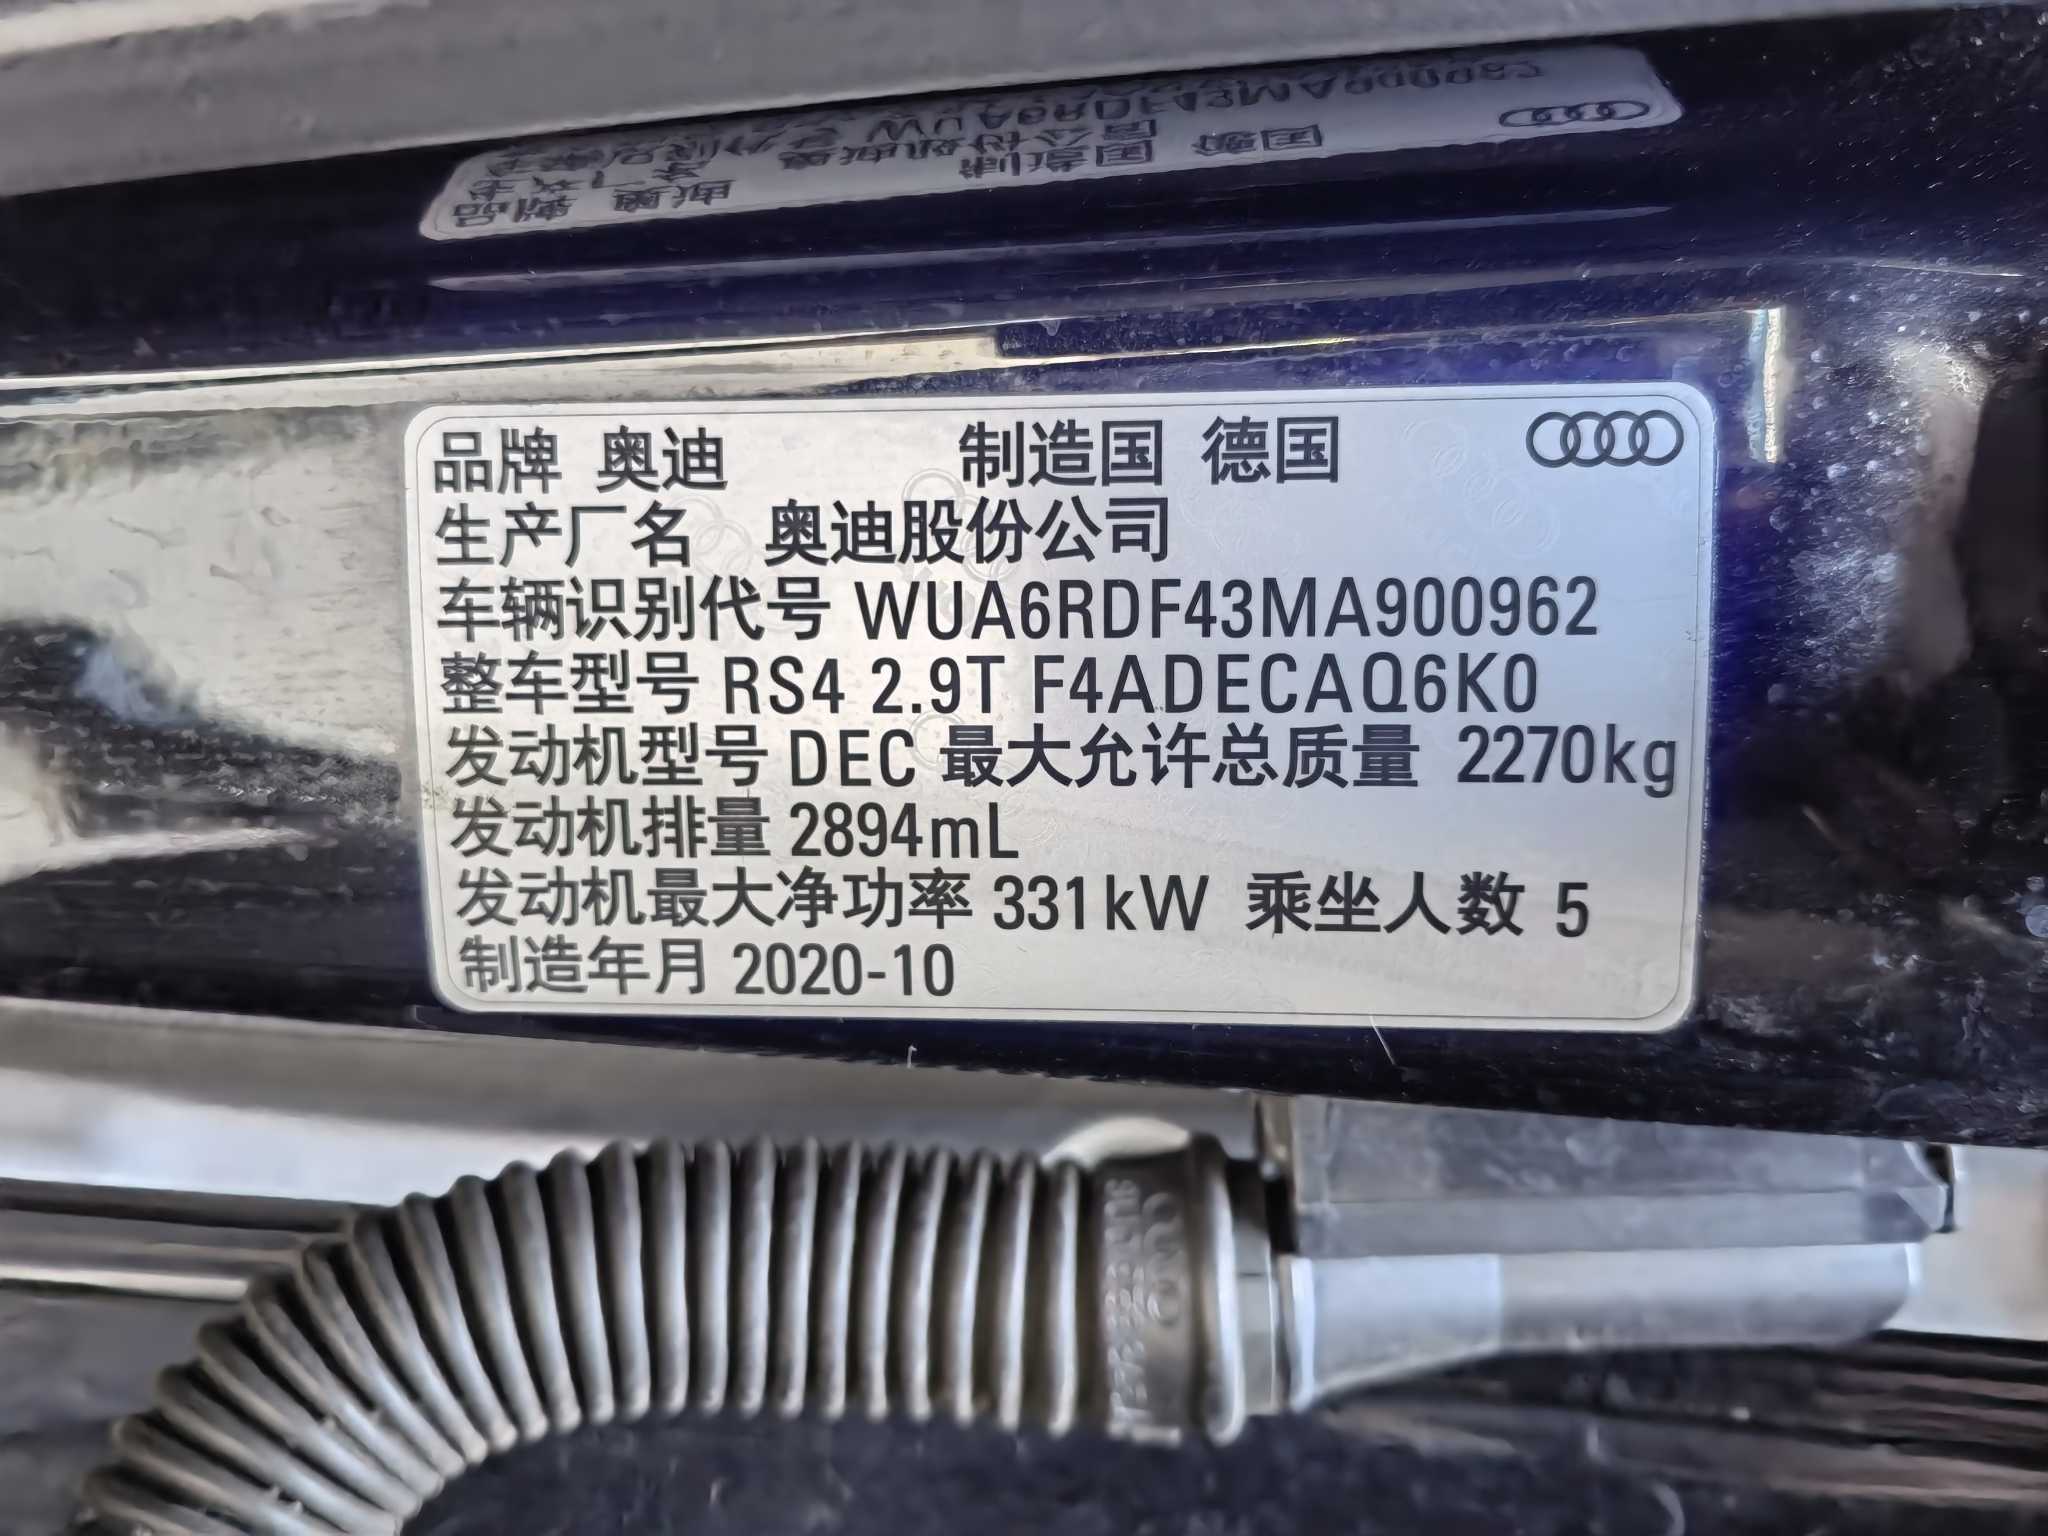 品牌 奥迪 制造国 德国
生产厂名 奥迪股份公司
车辆识别代号 WUA6RDF43MA900962
整车型号 RS4 2.9T F4ADECAQ6K0
发动机型号 DEC 最大允许总质量 2270kg
发动机排量 2894mL
发动机最大净功率 331kW 乘坐人数 5
制造年月 2020-10